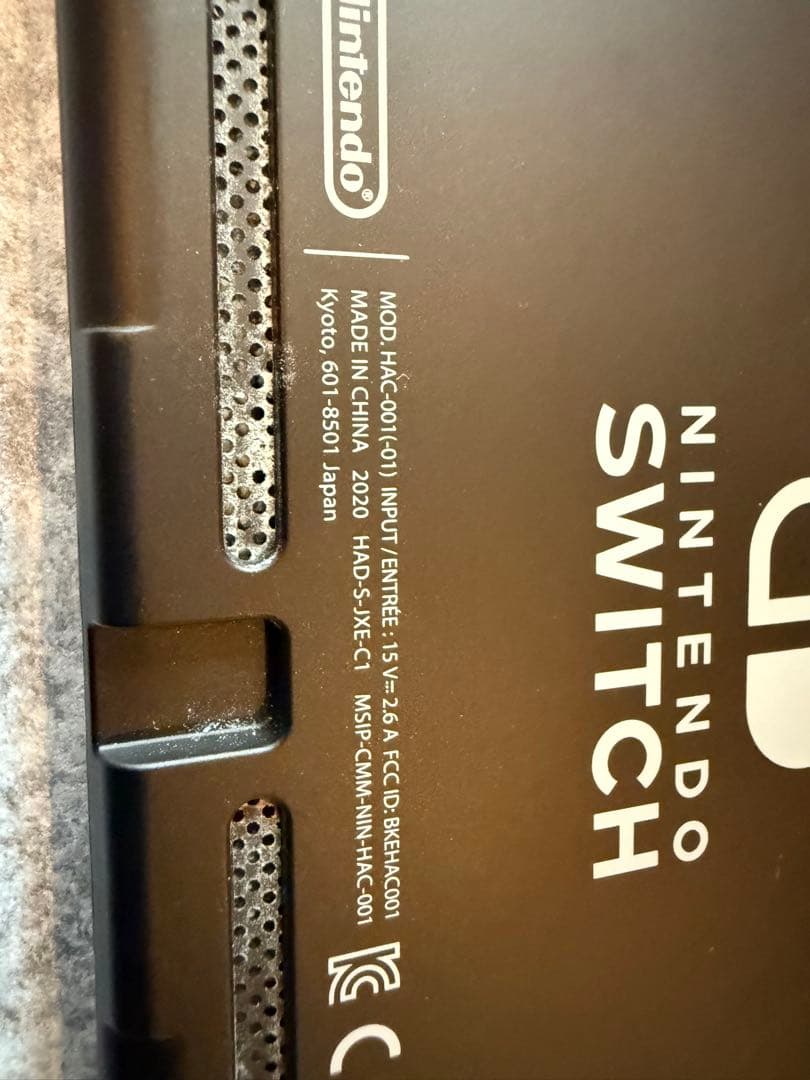 Nintendo®
MOD. HAC-001(-01) INPUT / ENTRÉE : 15 V⎓ 2.6 A FCC ID: BKEHAC001
MADE IN CHINA 2020 HAD-S-JXE-C1 MSIP-CMM-NIN-HAC-001
Kyoto, 601-8501 Japan
NINTENDO
SWITCH